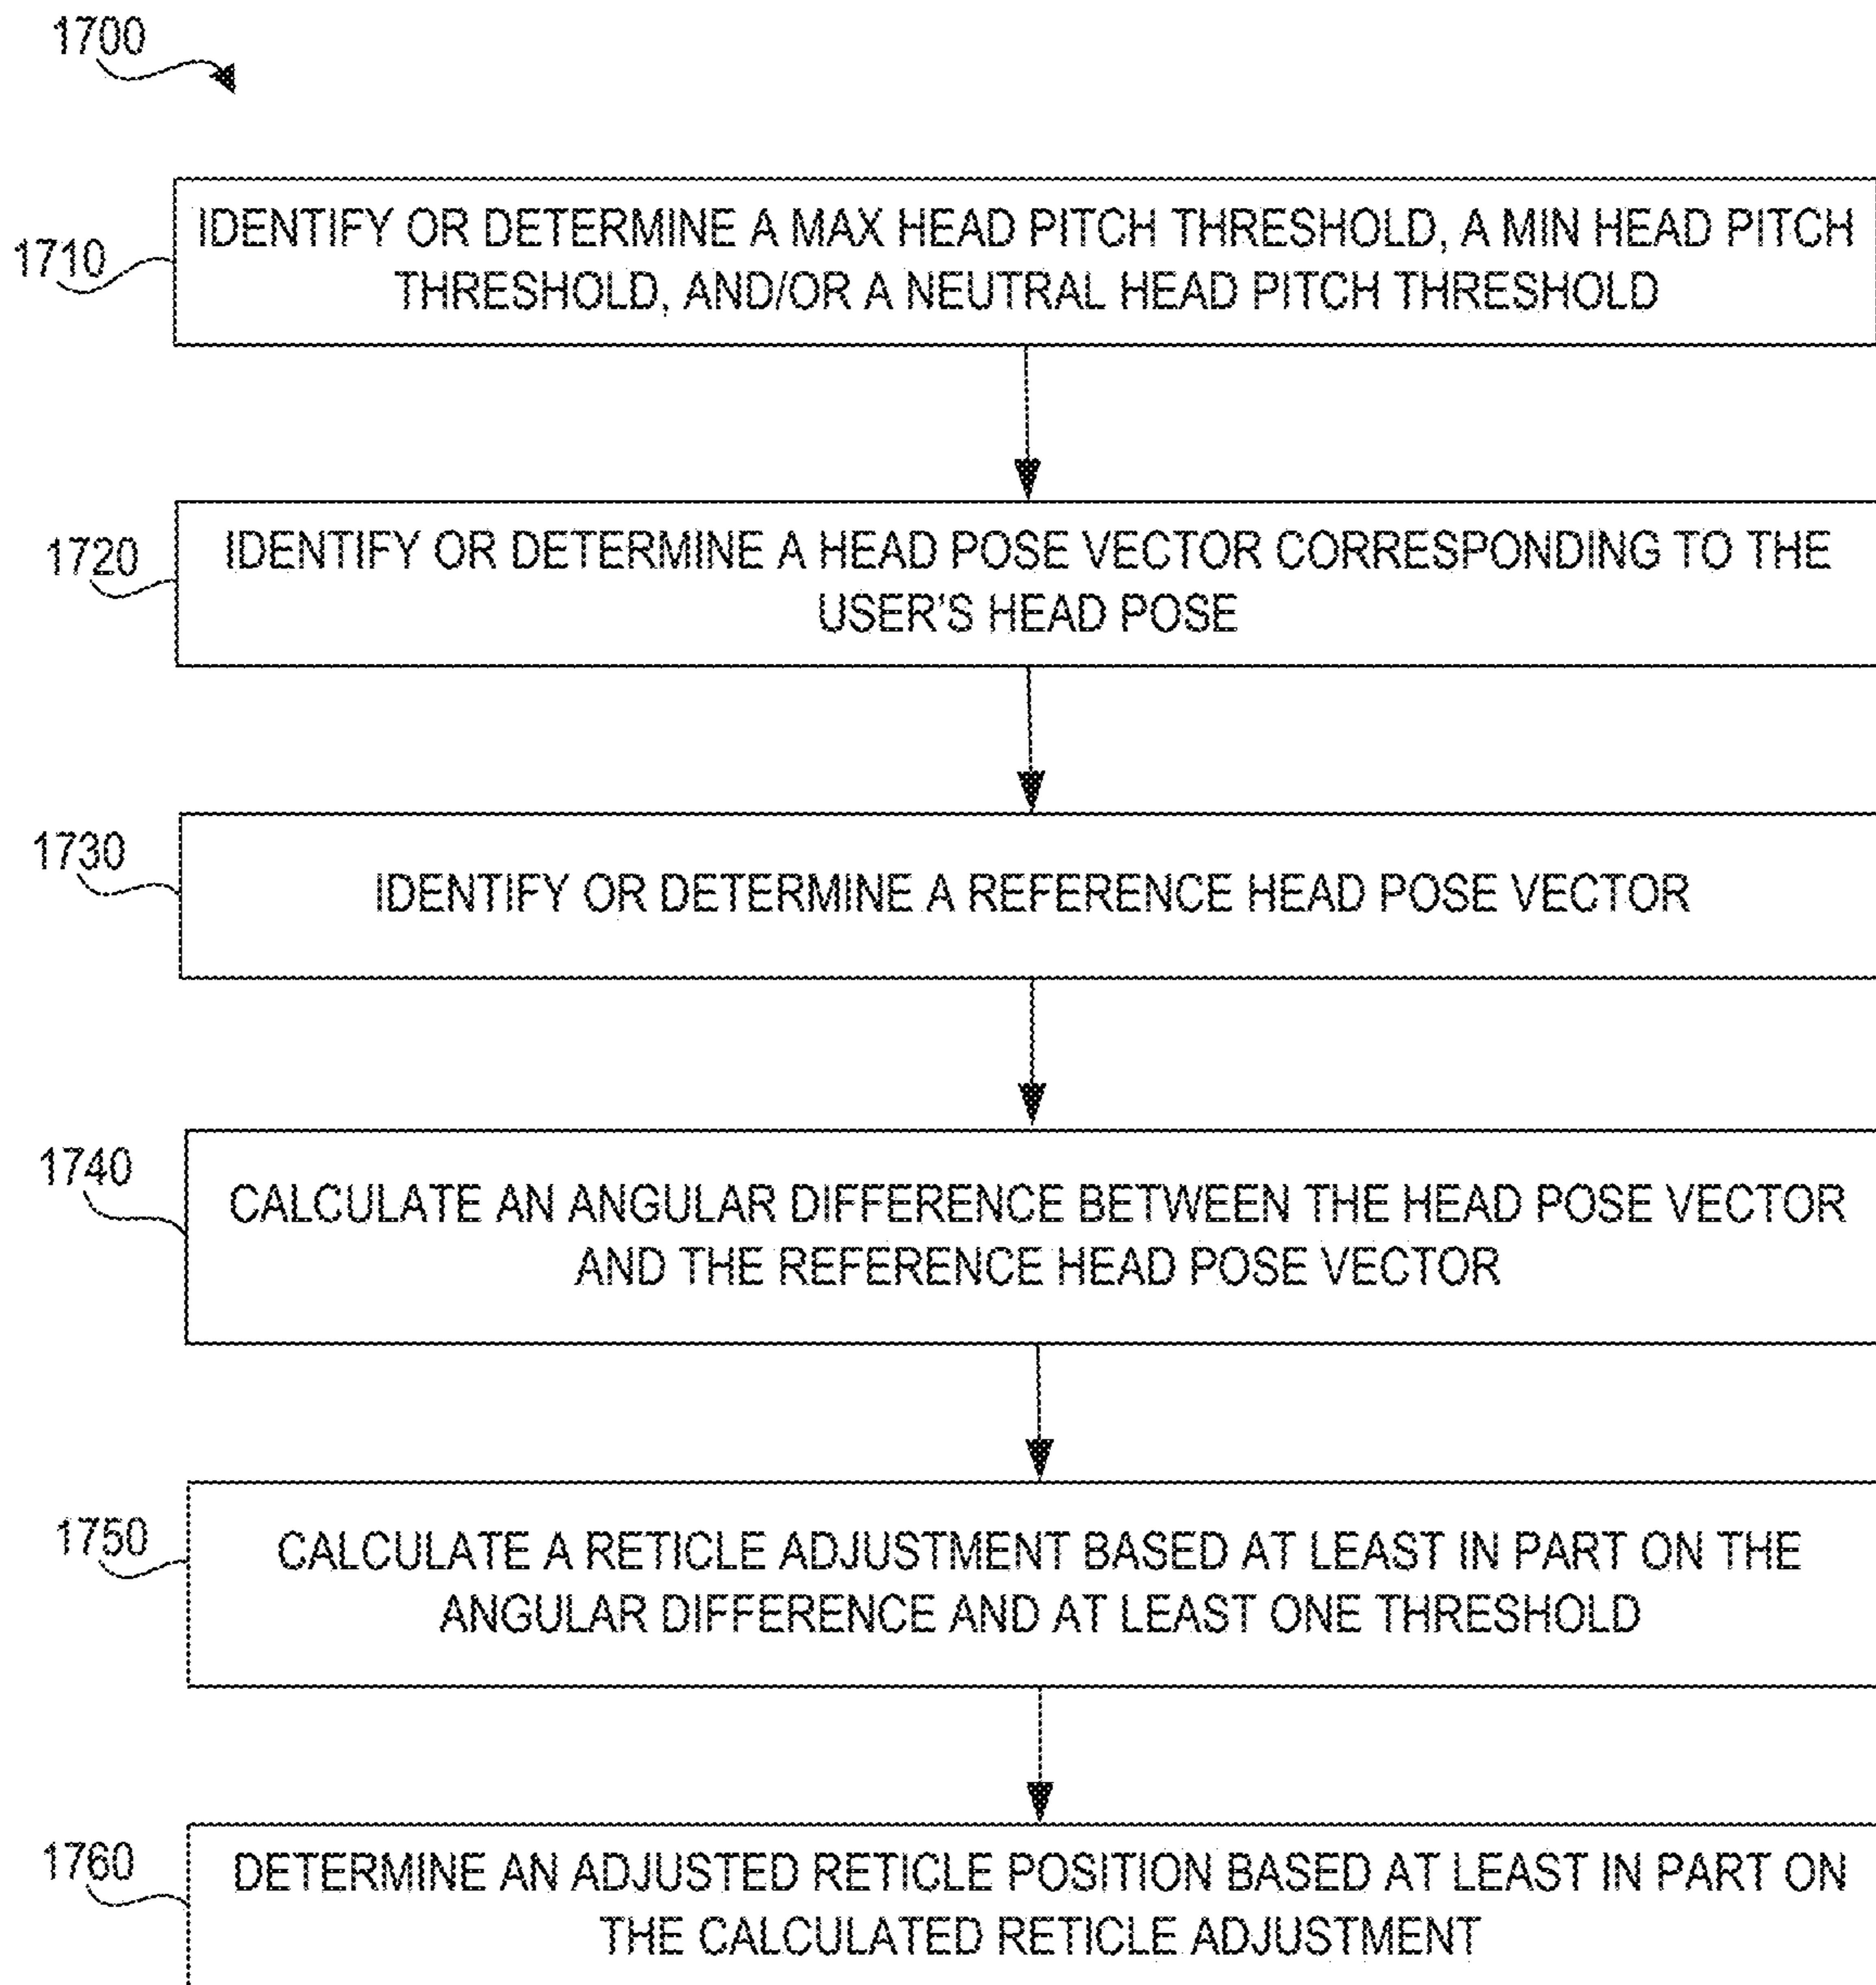 1700
1710
IDENTIFY OR DETERMINE A MAX HEAD PITCH THRESHOLD, A MIN HEAD PITCH
THRESHOLD, AND/OR A NEUTRAL HEAD PITCH THRESHOLD
1720
IDENTIFY OR DETERMINE A HEAD POSE VECTOR CORRESPONDING TO THE
USER'S HEAD POSE
1730
IDENTIFY OR DETERMINE A REFERENCE HEAD POSE VECTOR
1740
CALCULATE AN ANGULAR DIFFERENCE BETWEEN THE HEAD POSE VECTOR
AND THE REFERENCE HEAD POSE VECTOR
1750
CALCULATE A RETICLE ADJUSTMENT BASED AT LEAST IN PART ON THE
ANGULAR DIFFERENCE AND AT LEAST ONE THRESHOLD
1760
DETERMINE AN ADJUSTED RETICLE POSITION BASED AT LEAST IN PART ON
THE CALCULATED RETICLE ADJUSTMENT